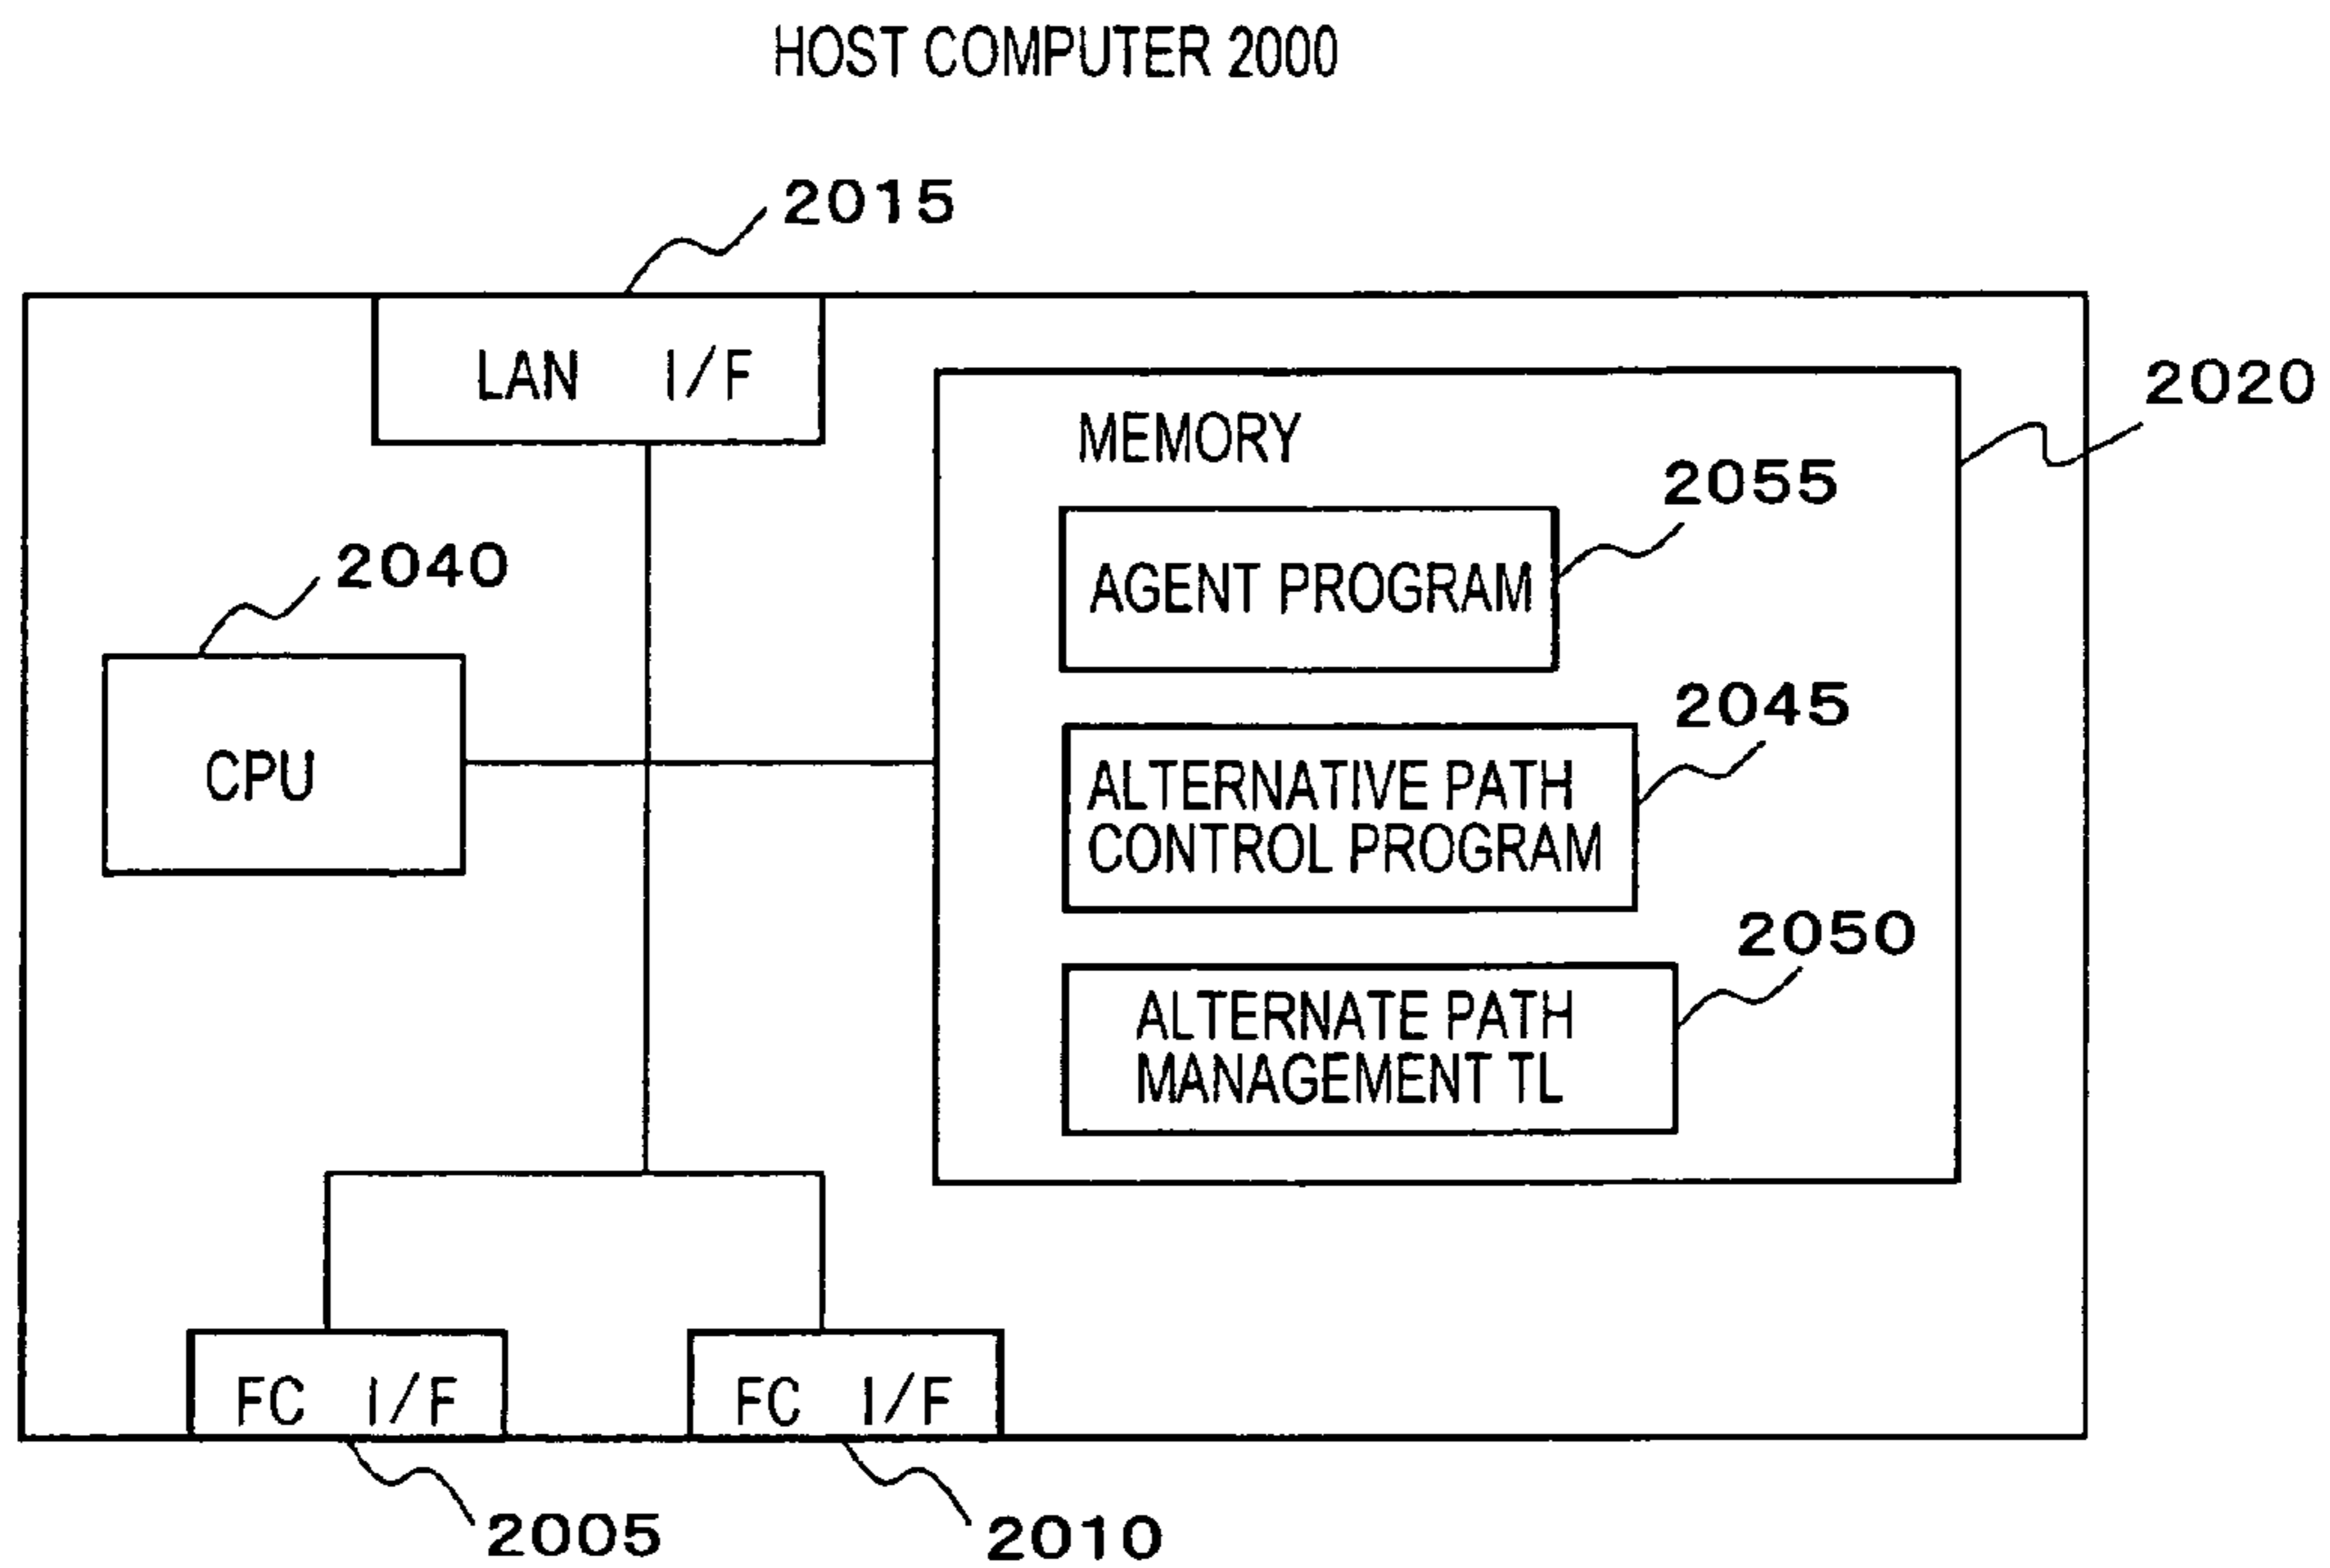 HOST COMPUTER 2000
2015
LAN I/F
2020
MEMORY
2055
AGENT PROGRAM
2040
CPU
2045
ALTERNATIVE PATH
CONTROL PROGRAM
2050
ALTERNATE PATH
MANAGEMENT TL
FC I/F
FC I/F
2005
2010